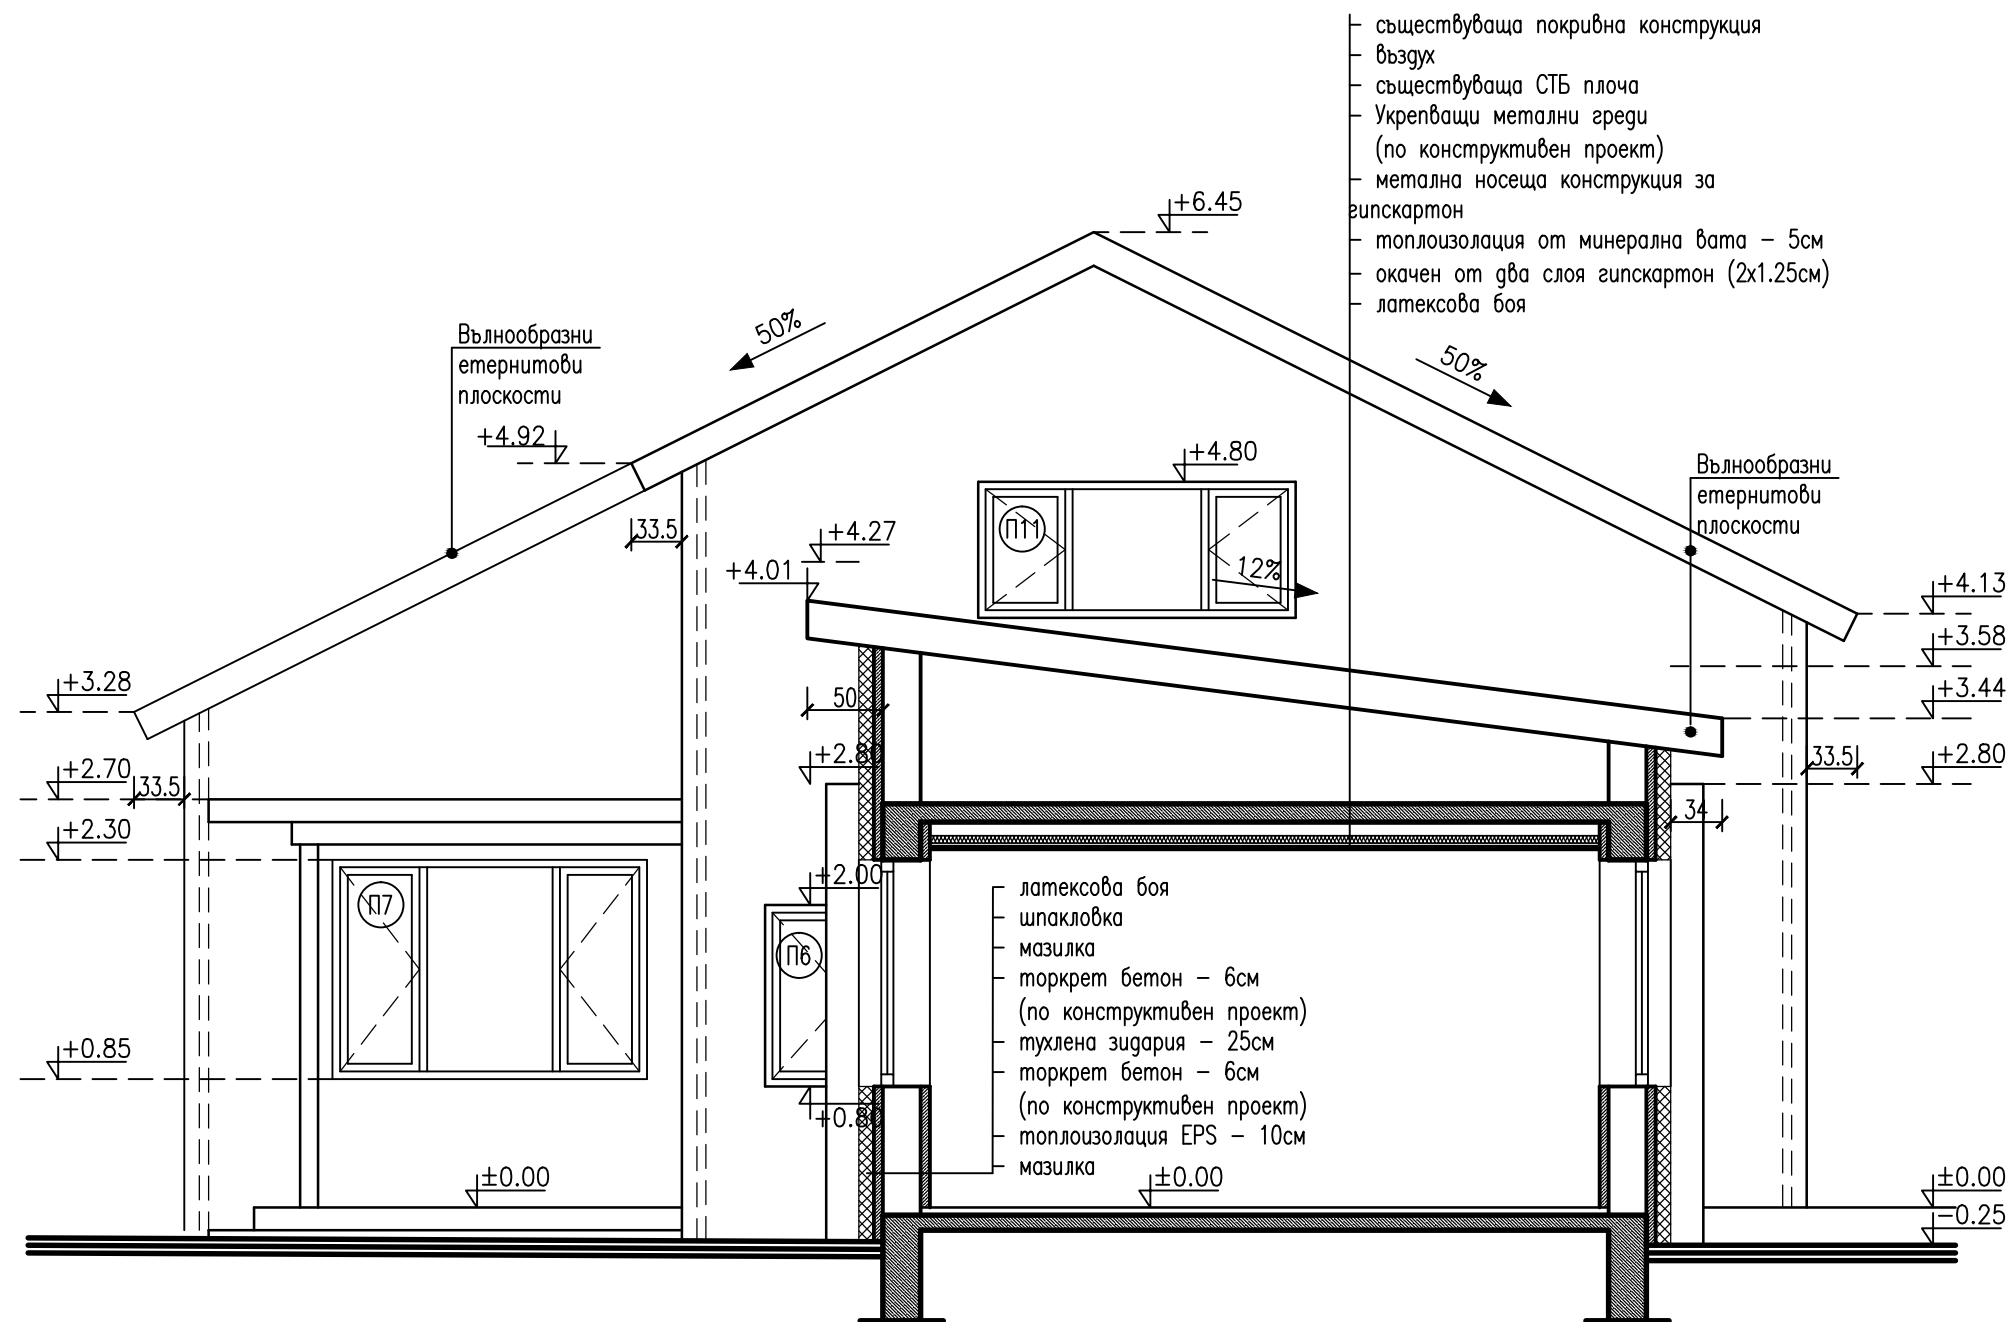 съществуваща покривна конструкция
въздух
съществуваща СТБ плоча
Укрепващи метални греди
(по конструктивен проект)
метална носеща конструкция за
гипскартон
топлоизолация от минерална вата - 5см
окачен от два слоя гипскартон (2x1.25см)
латексова боя
+6.45
50%
50%
Вълнообразни
етернитови
плоскости
+4.92
+4.80
Вълнообразни
етернитови
плоскости
33.5
+4.27
П11
+4.01
12%
+4.13
+3.58
+3.28
+3.44
50
+2.80
+2.70
33.5
33.5
+2.80
34
+2.30
+2.00
П7
П6
латексова боя
шпакловка
мазилка
торкрет бетон - 6см
(по конструктивен проект)
тухлена зидария - 25см
торкрет бетон - 6см
(по конструктивен проект)
топлоизолация EPS - 10см
мазилка
+0.85
+0.80
±0.00
±0.00
±0.00
-0.25